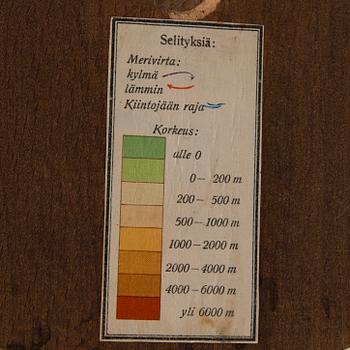 Selityksiä:
Merivirta:
kylmä
lämmin
Kiintojään raja
Korkeus:
alle 0
0 — 200 m
200 — 500 m
500 — 1000 m
1000 — 2000 m
2000 — 4000 m
4000 — 6000 m
yli 6000 m